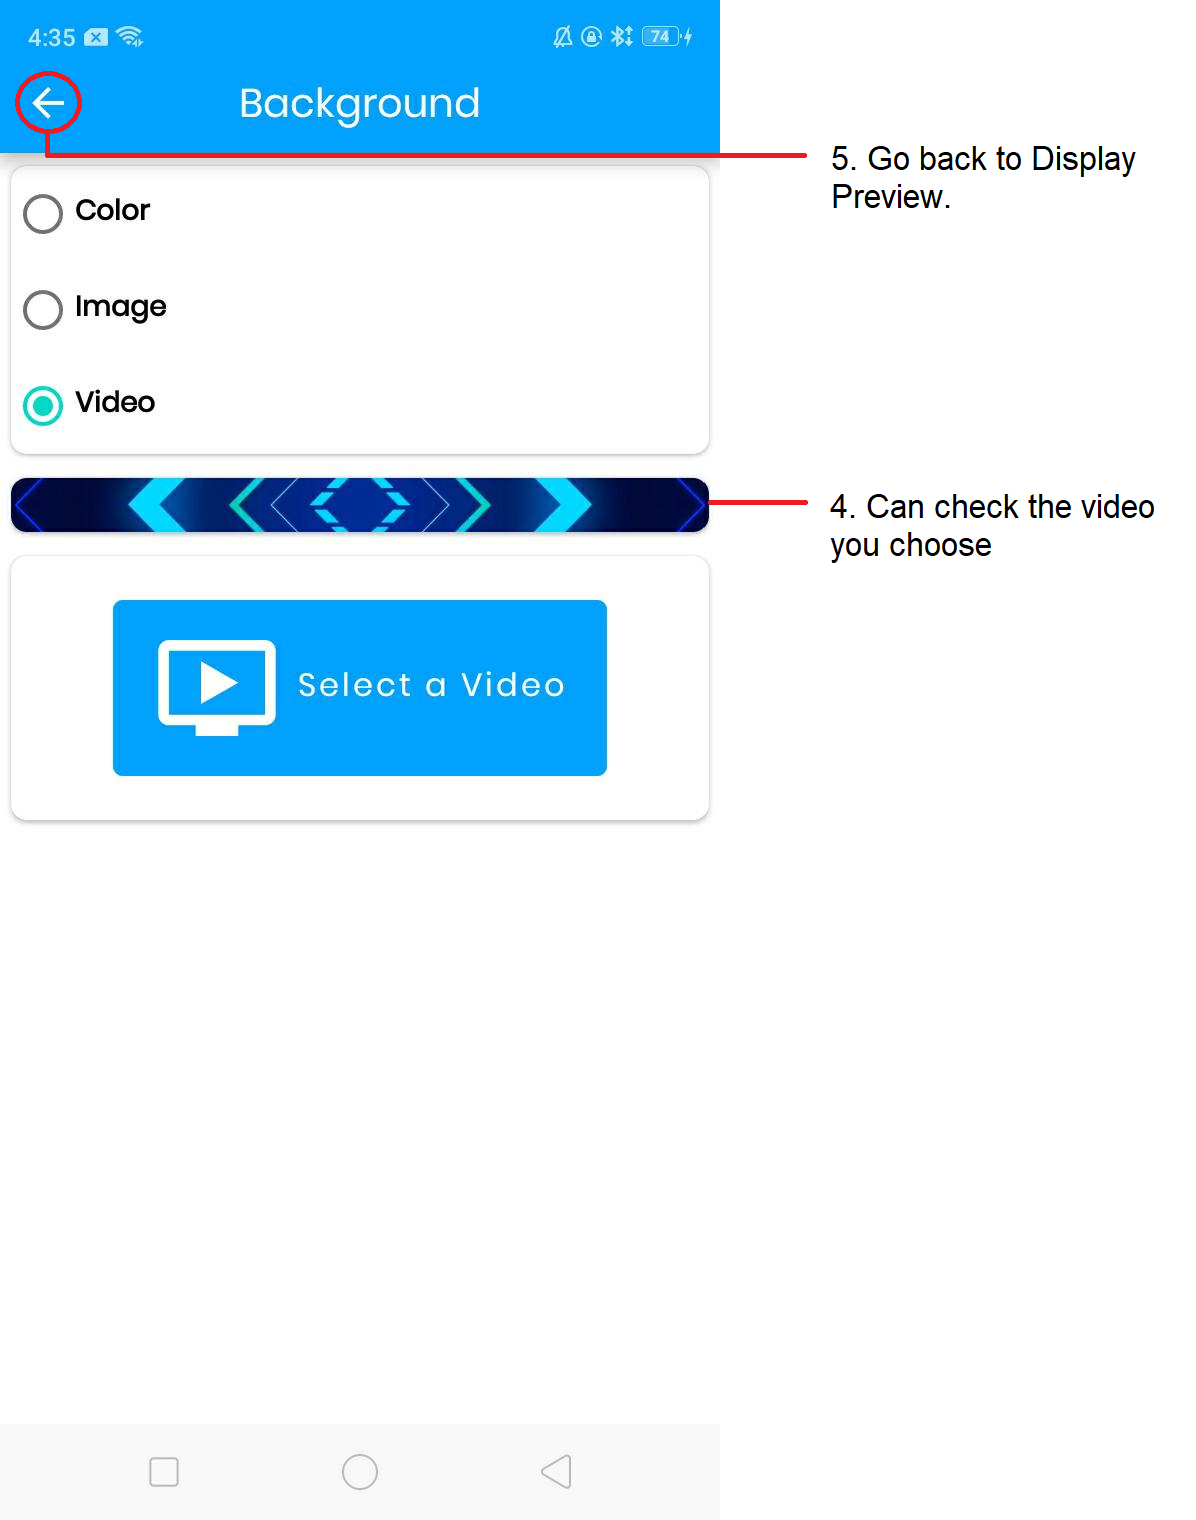 4:35
74
Background
5. Go back to Display
Preview.
Color
Image
Video
4. Can check the video
you choose
Select a Video